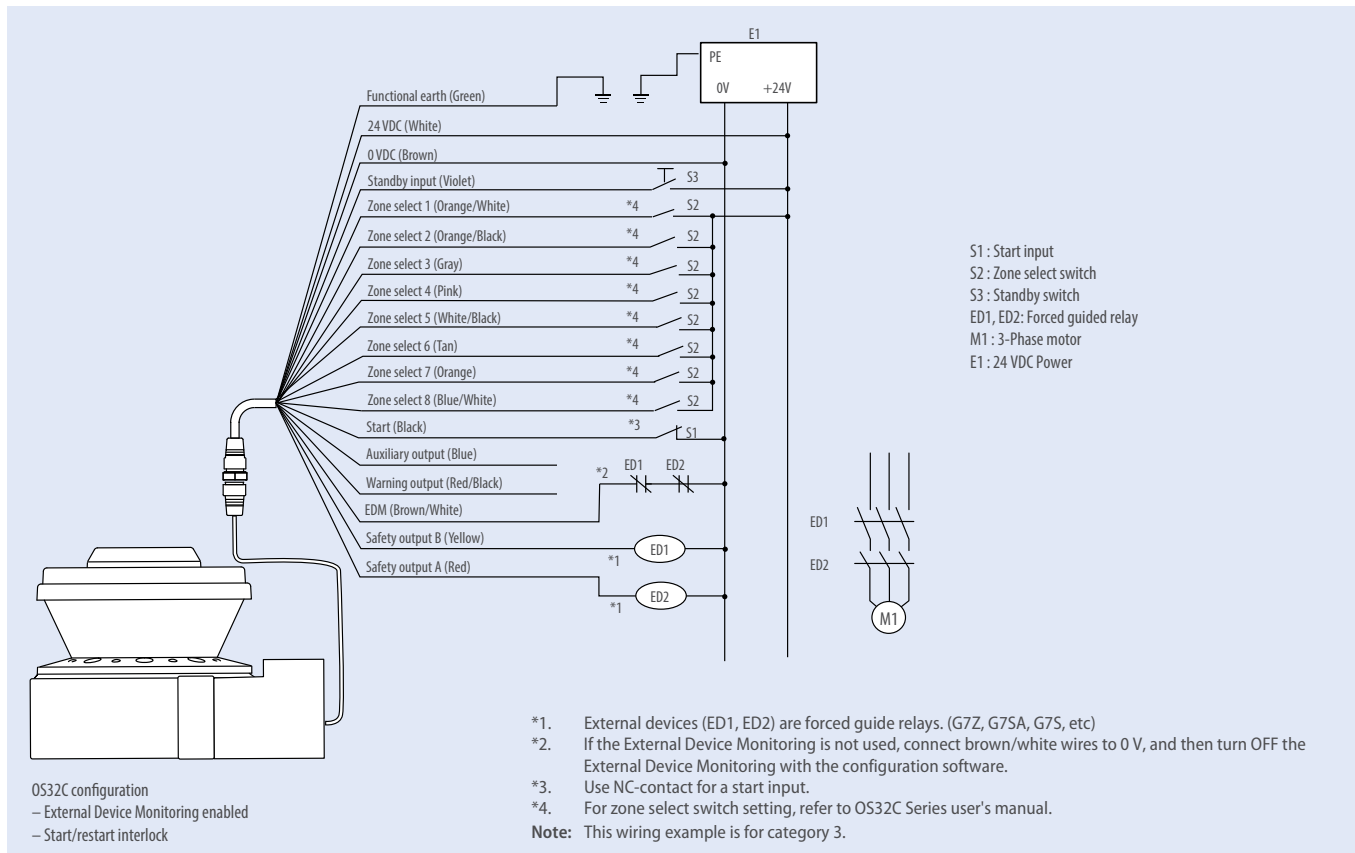 E1
PE
0V +24V
Functional earth (Green)
24 VDC (White)
0 VDC (Brown)
Standby input (Violet) S3
Zone select 1 (Orange/White) *4 S2
Zone select 2 (Orange/Black) *4 S2
Zone select 3 (Gray) *4 S2
Zone select 4 (Pink) *4 S2
Zone select 5 (White/Black) *4 S2
Zone select 6 (Tan) *4 S2
Zone select 7 (Orange) *4 S2
Zone select 8 (Blue/White) *4 S2
Start (Black) *3 S1
Auxiliary output (Blue)
Warning output (Red/Black) *2 ED1 ED2
EDM (Brown/White)
Safety output B (Yellow) *1 ED1
Safety output A (Red) *1 ED2
S1 : Start input
S2 : Zone select switch
S3 : Standby switch
ED1, ED2: Forced guided relay
M1 : 3-Phase motor
E1 : 24 VDC Power
ED1
ED2
M1
OS32C configuration
– External Device Monitoring enabled
– Start/restart interlock
*1. External devices (ED1, ED2) are forced guide relays. (G7Z, G7SA, G7S, etc)
*2. If the External Device Monitoring is not used, connect brown/white wires to 0 V, and then turn OFF the
External Device Monitoring with the configuration software.
*3. Use NC-contact for a start input.
*4. For zone select switch setting, refer to OS32C Series user's manual.
Note: This wiring example is for category 3.